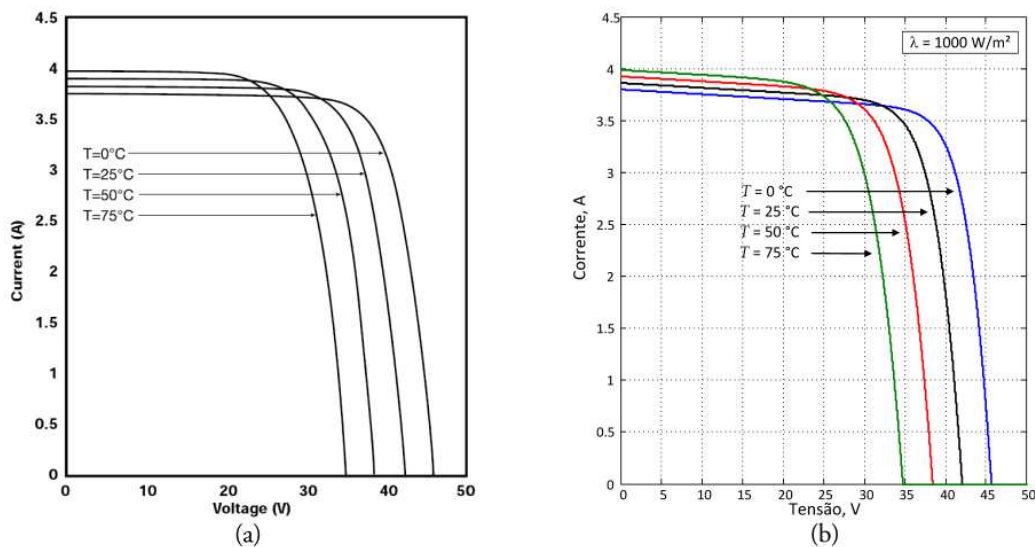 4.5
4
3.5
3
2.5
2
1.5
1
0.5
0
Current (A)
T=0°C
T=25°C
T=50°C
T=75°C
0 10 20 30 40 50
Voltage (V)
(a)
4.5
4
3.5
3
2.5
2
1.5
1
0.5
0
Corrente, A
λ = 1000 W/m²
T = 0 °C
T = 25 °C
T = 50 °C
T = 75 °C
0 5 10 15 20 25 30 35 40 45 50
Tensão, V
(b)